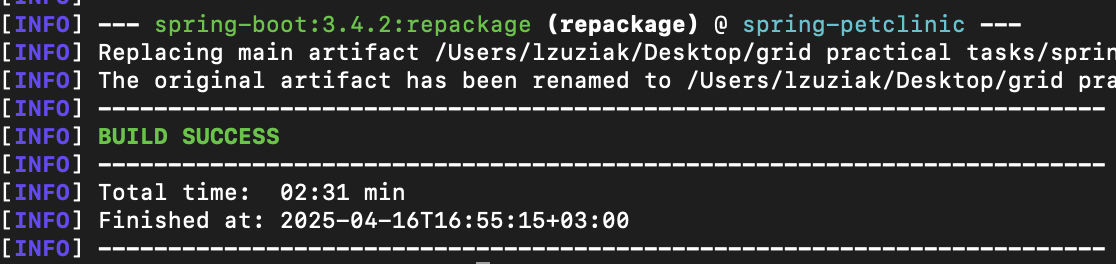 [INFO]
[INFO] --- spring-boot:3.4.2:repackage (repackage) @ spring-petclinic ---
[INFO] Replacing main artifact /Users/lzuziak/Desktop/grid practical tasks/sprin
[INFO] The original artifact has been renamed to /Users/lzuziak/Desktop/grid pra
[INFO] ------------------------------------------------------------------------
[INFO] BUILD SUCCESS
[INFO] ------------------------------------------------------------------------
[INFO] Total time:  02:31 min
[INFO] Finished at: 2025-04-16T16:55:15+03:00
[INFO] ------------------------------------------------------------------------